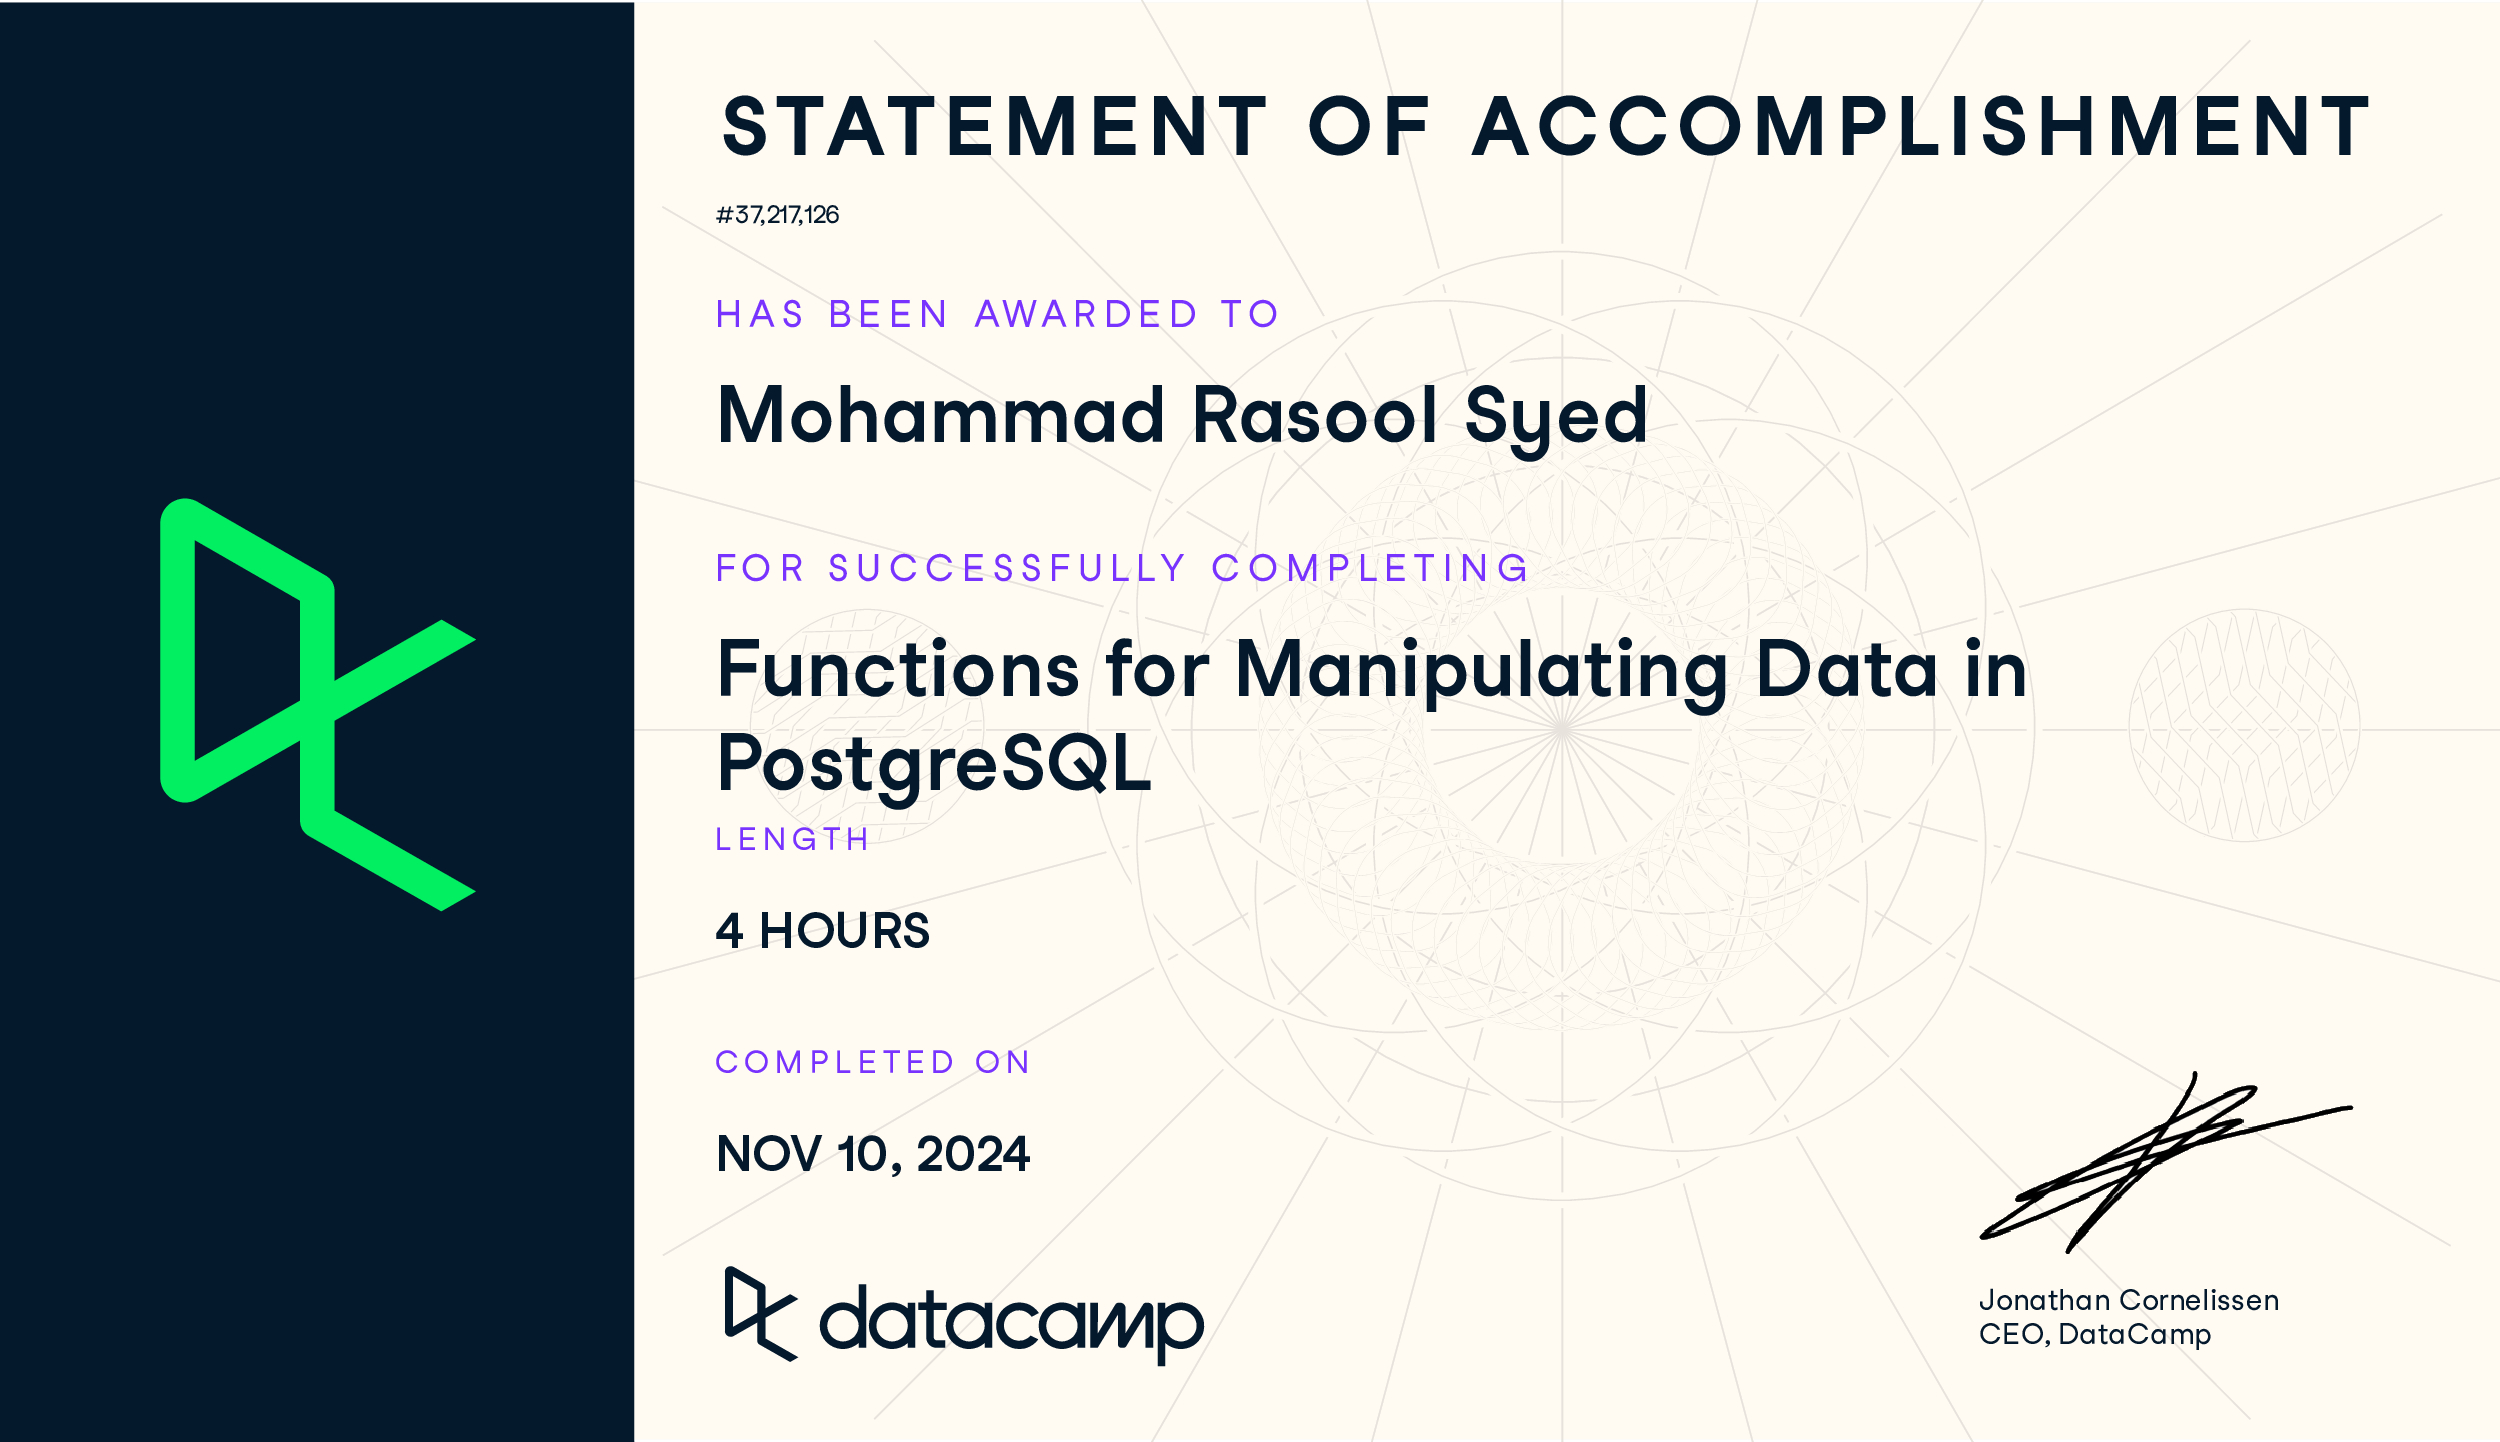 STATEMENT OF ACCOMPLISHMENT
#37,217,126
HAS BEEN AWARDED TO
Mohammad Rasool Syed
FOR SUCCESSFULLY COMPLETING
Functions for Manipulating Data in
PostgreSQL
LENGTH
4 HOURS
COMPLETED ON
NOV 10, 2024
datacamp
Jonathan Cornelissen
CEO, DataCamp